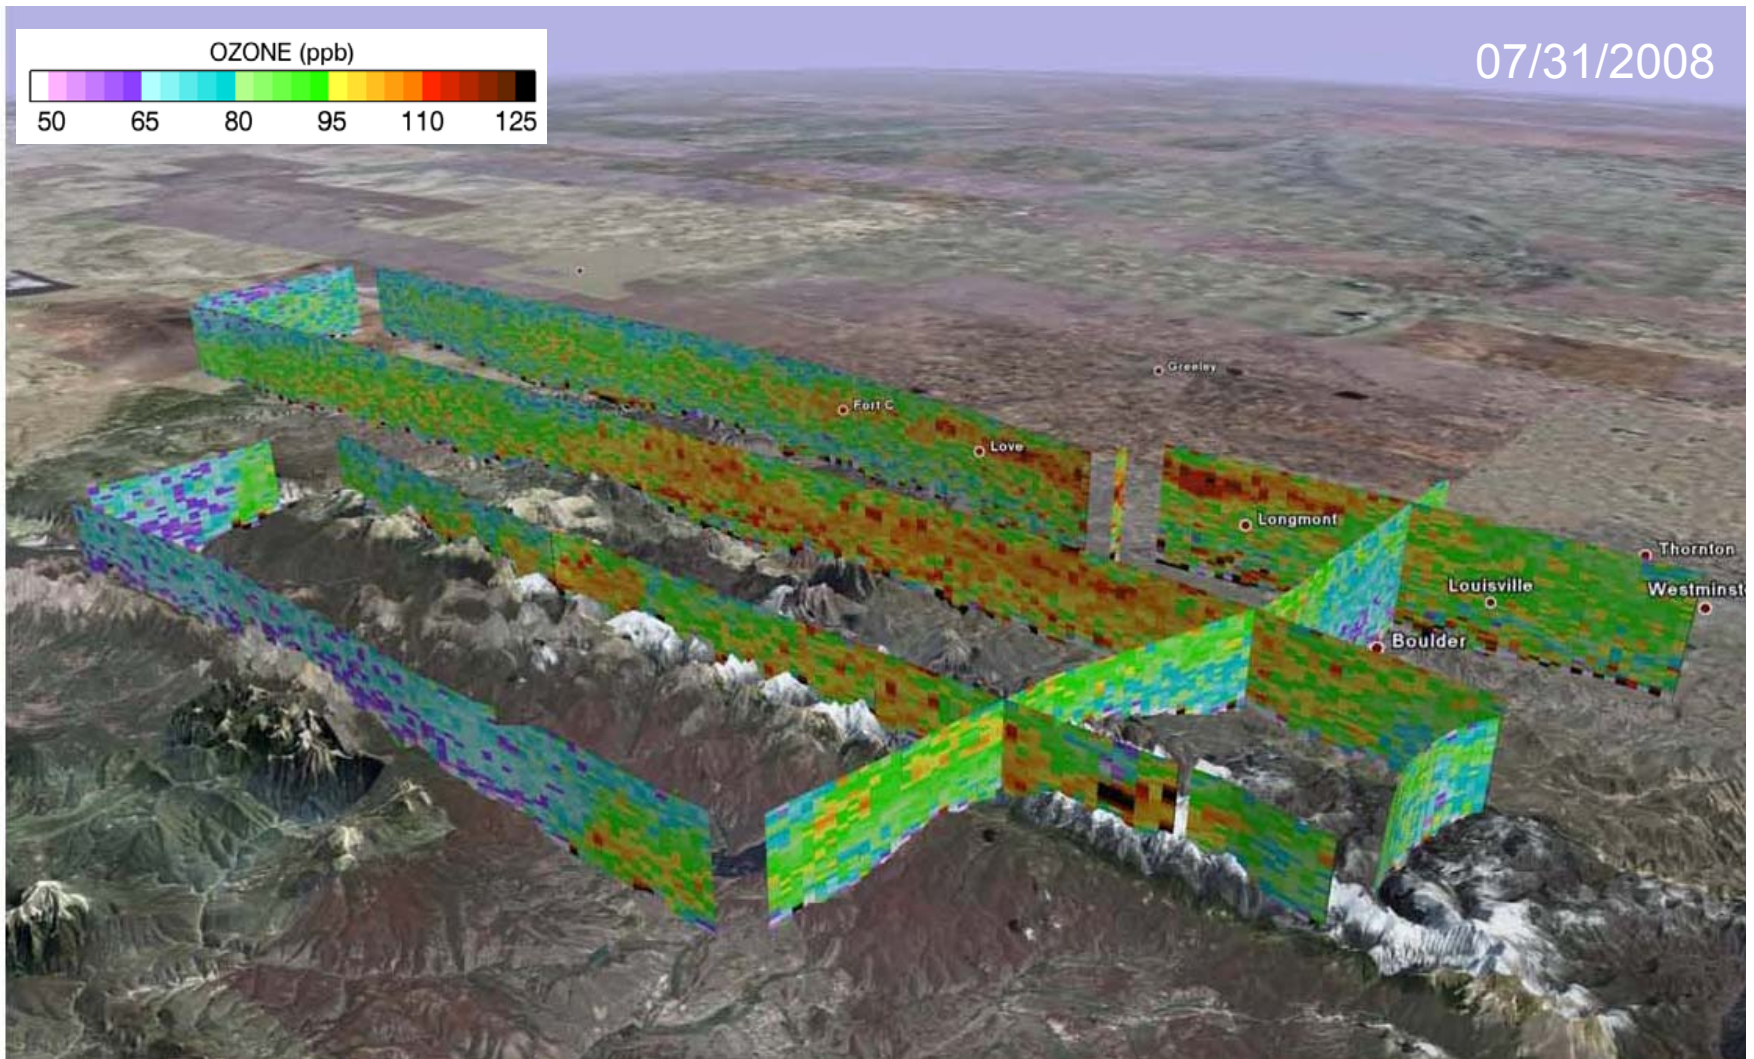 OZONE (ppb)
50 65 80 95 110 125
07/31/2008
Greeley
Fort C
Love
Longmont
Thornton
Louisville
Westminst
Boulder